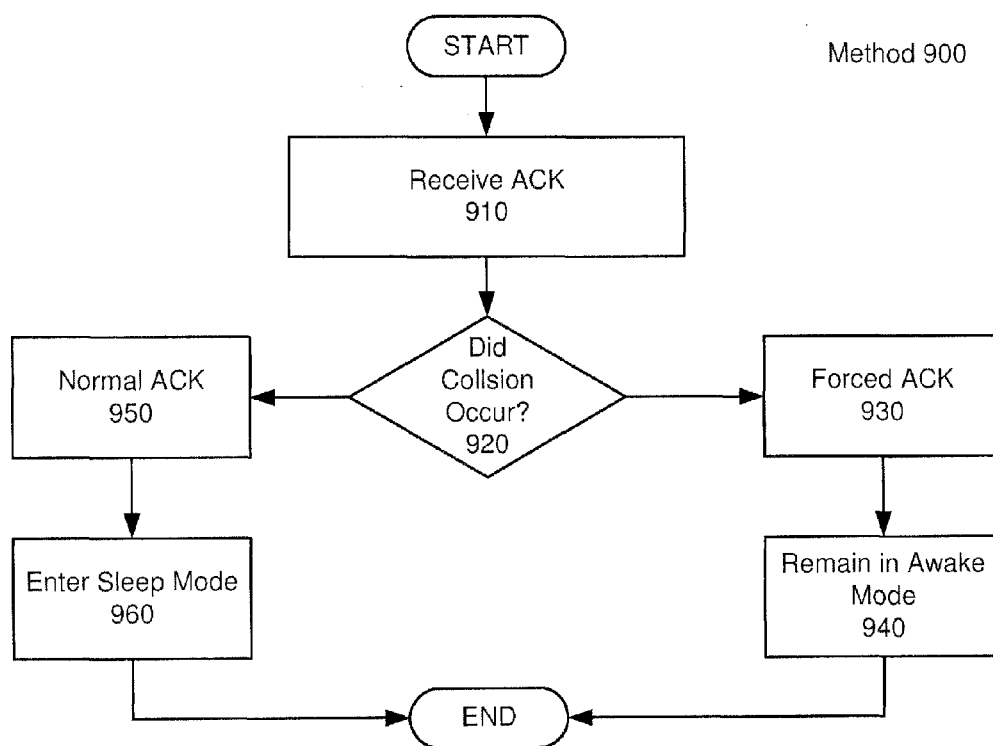 START
Method 900
Receive ACK
910
Did
Collsion
Occur?
920
Normal ACK
950
Forced ACK
930
Enter Sleep Mode
960
Remain in Awake
Mode
940
END